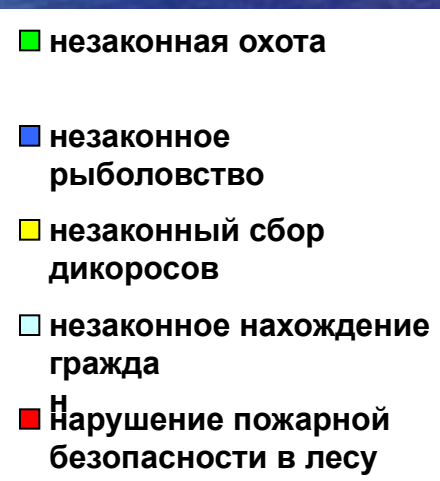 незаконная охота
незаконное
рыболовство
незаконный сбор
дикоросов
незаконное нахождение
гражда
н
нарушение пожарной
безопасности в лесу